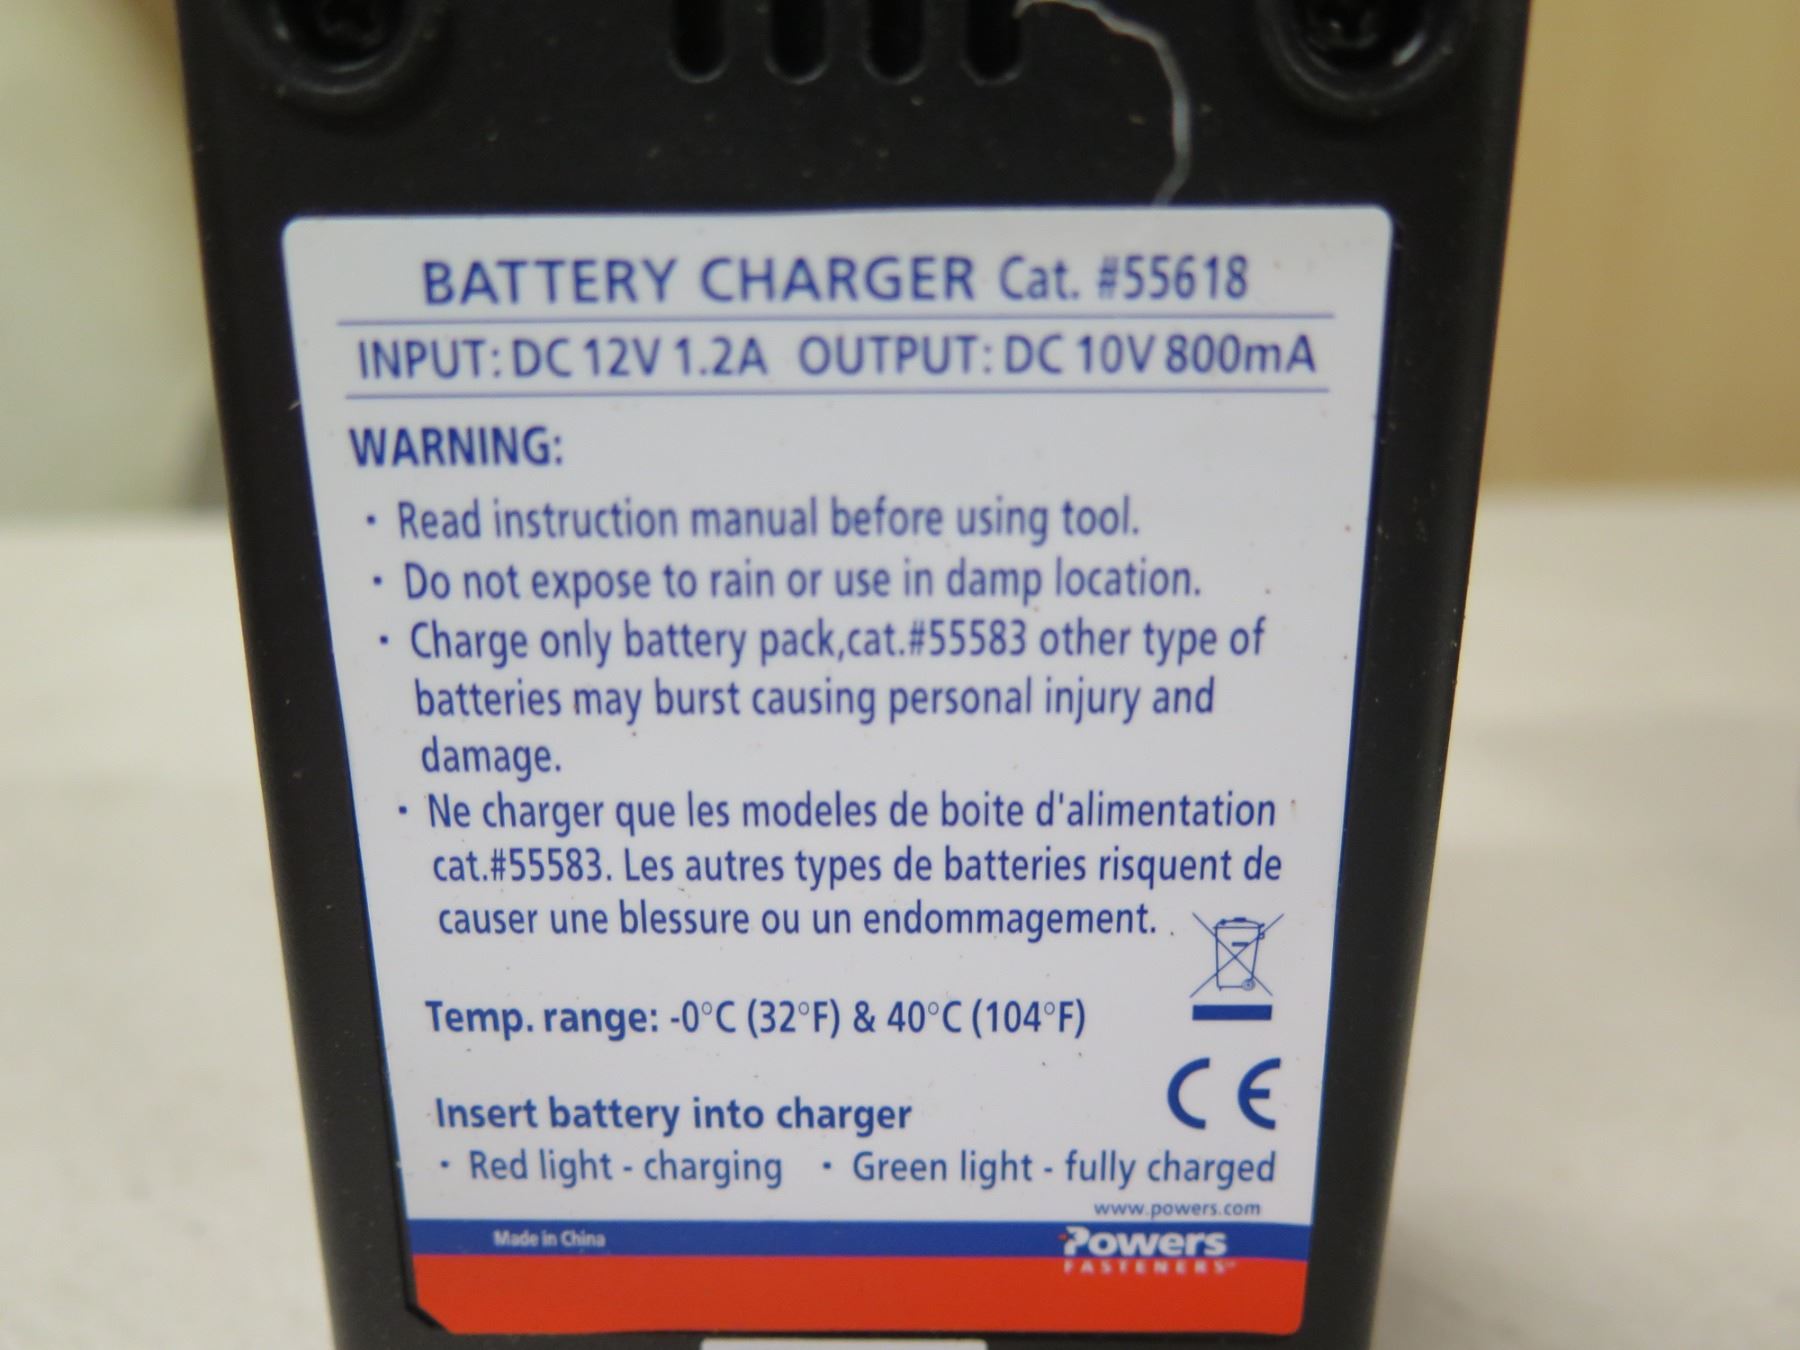 BATTERY CHARGER Cat. #55618
INPUT: DC 12V 1.2A OUTPUT: DC 10V 800mA
WARNING:
· Read instruction manual before using tool.
· Do not expose to rain or use in damp location.
· Charge only battery pack,cat.#55583 other type of
batteries may burst causing personal injury and
damage.
· Ne charger que les modeles de boite d'alimentation
cat.#55583. Les autres types de batteries risquent de
causer une blessure ou un endommagement.
Temp. range: -0°C (32°F) & 40°C (104°F)
CE
Insert battery into charger
· Red light - charging · Green light - fully charged
www.powers.com
Made in China
Powers
FASTENERS